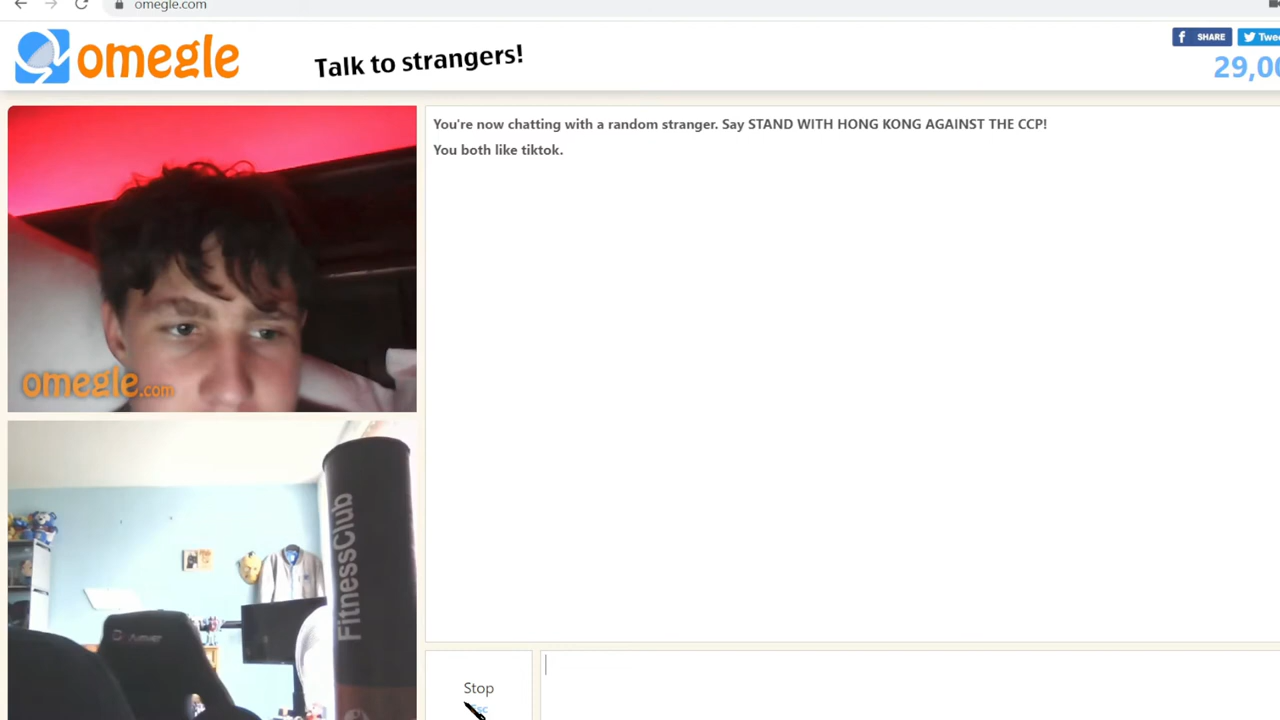 omegle.com
omegle
Talk to strangers!
SHARE
Twee
29,00
You're now chatting with a random stranger. Say STAND WITH HONG KONG AGAINST THE CCP!
You both like tiktok.
omegle.com
FitnessClub
Stop